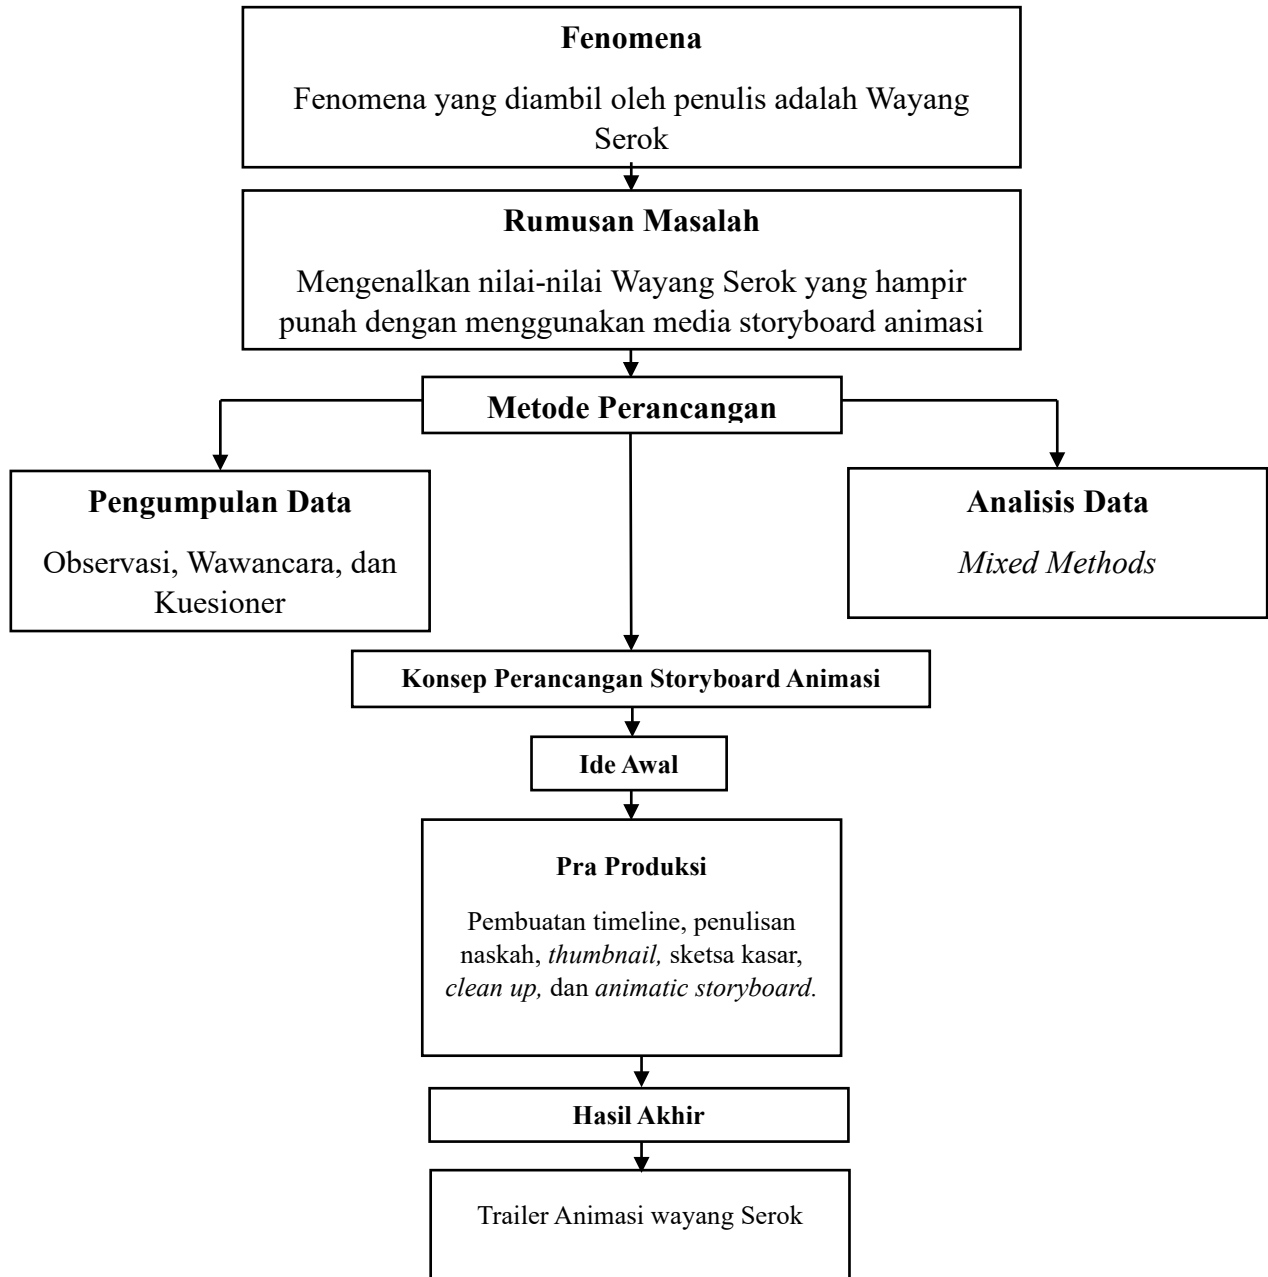 Fenomena
Fenomena yang diambil oleh penulis adalah Wayang
Serok
Rumusan Masalah
Mengenalkan nilai-nilai Wayang Serok yang hampir
punah dengan menggunakan media storyboard animasi
Metode Perancangan
Pengumpulan Data
Observasi, Wawancara, dan
Kuesioner
Analisis Data
Mixed Methods
Konsep Perancangan Storyboard Animasi
Ide Awal
Pra Produksi
Pembuatan timeline, penulisan
naskah, thumbnail, sketsa kasar,
clean up, dan animatic storyboard.
Hasil Akhir
Trailer Animasi wayang Serok